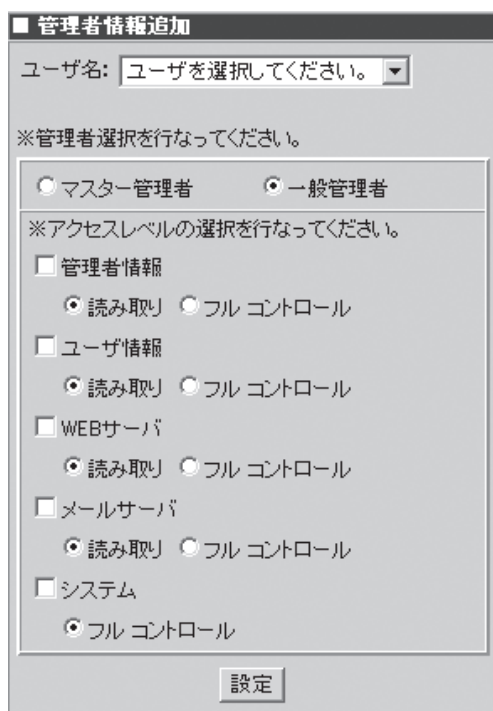 ■ 管理者情報追加
ユーザ名: ユーザを選択してください。
※管理者選択を行なってください。
マスター管理者 一般管理者
※アクセスレベルの選択を行なってください。
管理者情報
読み取り フル コントロール
ユーザ情報
読み取り フル コントロール
WEBサーバ
読み取り フル コントロール
メールサーバ
読み取り フル コントロール
システム
フル コントロール
設定